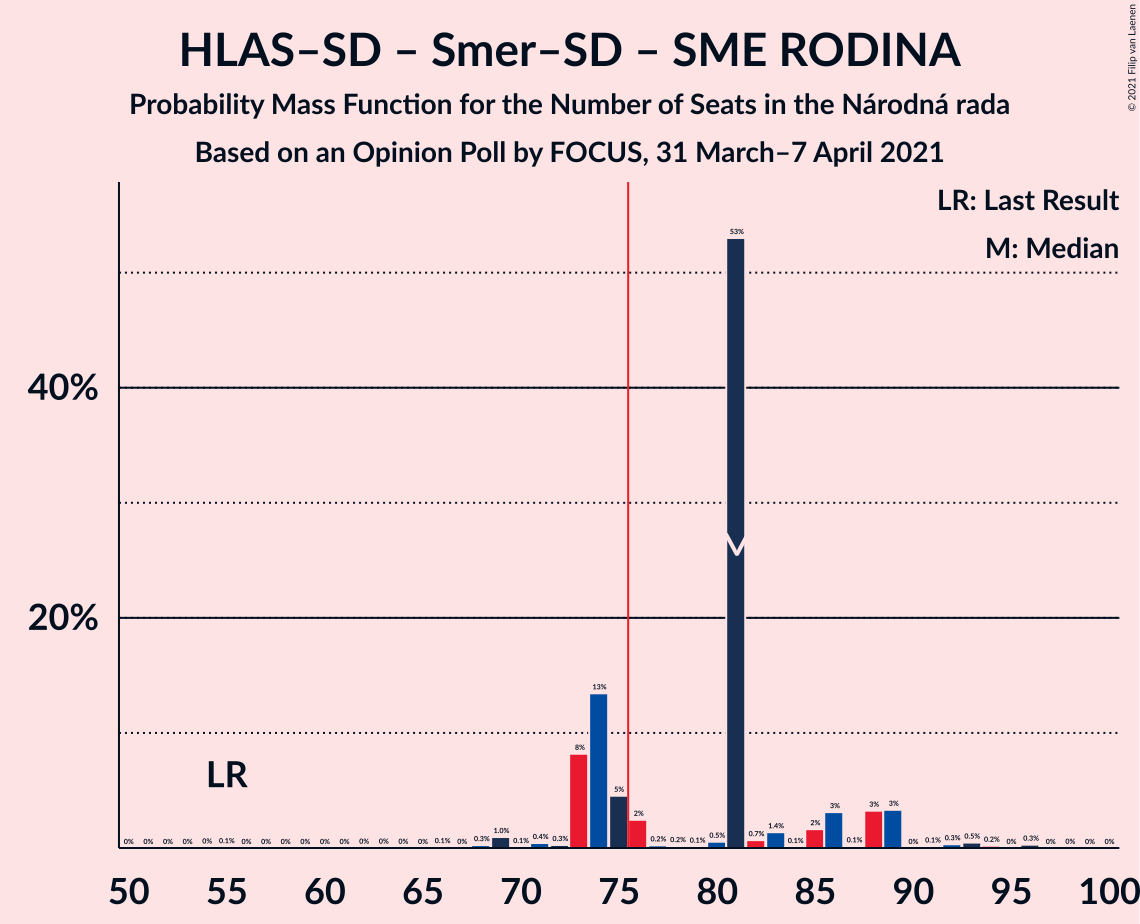 HLAS–SD – Smer–SD – SME RODINA
Probability Mass Function for the Number of Seats in the Národná rada
Based on an Opinion Poll by FOCUS, 31 March–7 April 2021
© 2021 Filip van Laenen
LR: Last Result
M: Median
40%
20%
LR
M
0% 0% 0% 0% 0% 0.1% 0% 0% 0% 0% 0% 0% 0% 0% 0% 0% 0.1% 0% 0.3% 1.0% 0.1% 0.4% 0.3% 8% 13% 5% 2% 0.2% 0.2% 0.1% 0.5% 53% 0.7% 1.4% 0.1% 2% 3% 0.1% 3% 3% 0% 0.1% 0.3% 0.5% 0.2% 0% 0.3% 0% 0% 0% 0%
50 55 60 65 70 75 80 85 90 95 100